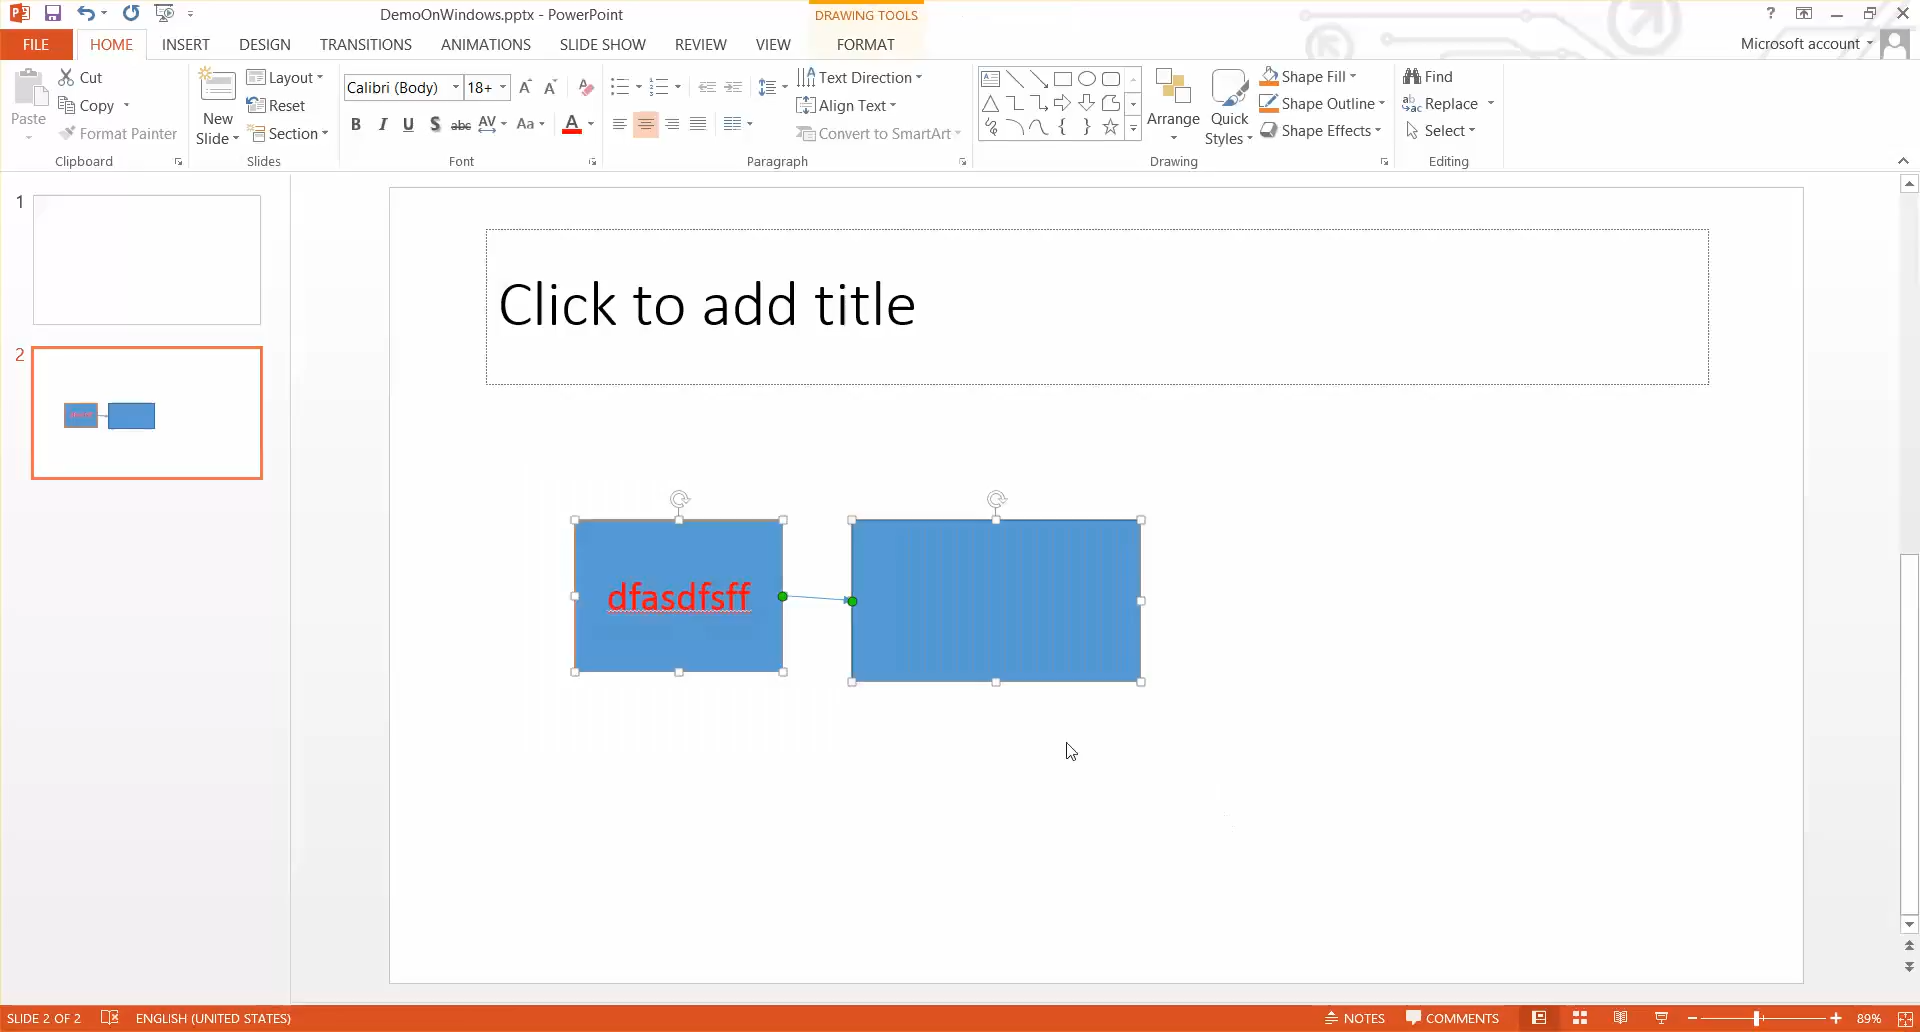 DemoOnWindows.pptx - PowerPoint
DRAWING TOOLS
?
FILE
HOME
INSERT
DESIGN
TRANSITIONS
ANIMATIONS
SLIDE SHOW
REVIEW
VIEW
FORMAT
Microsoft account
Paste
Cut
Copy
Format Painter
Clipboard
New
Slide
Layout
Reset
Section
Slides
Calibri (Body)
18+
B I U S abc AV Aa A
Font
Text Direction
Align Text
Convert to SmartArt
Paragraph
Arrange
Quick
Styles
Shape Fill
Shape Outline
Shape Effects
Drawing
Find
Replace
Select
Editing
1
2
Click to add title
dfasdfsff
SLIDE 2 OF 2
ENGLISH (UNITED STATES)
NOTES
COMMENTS
89%